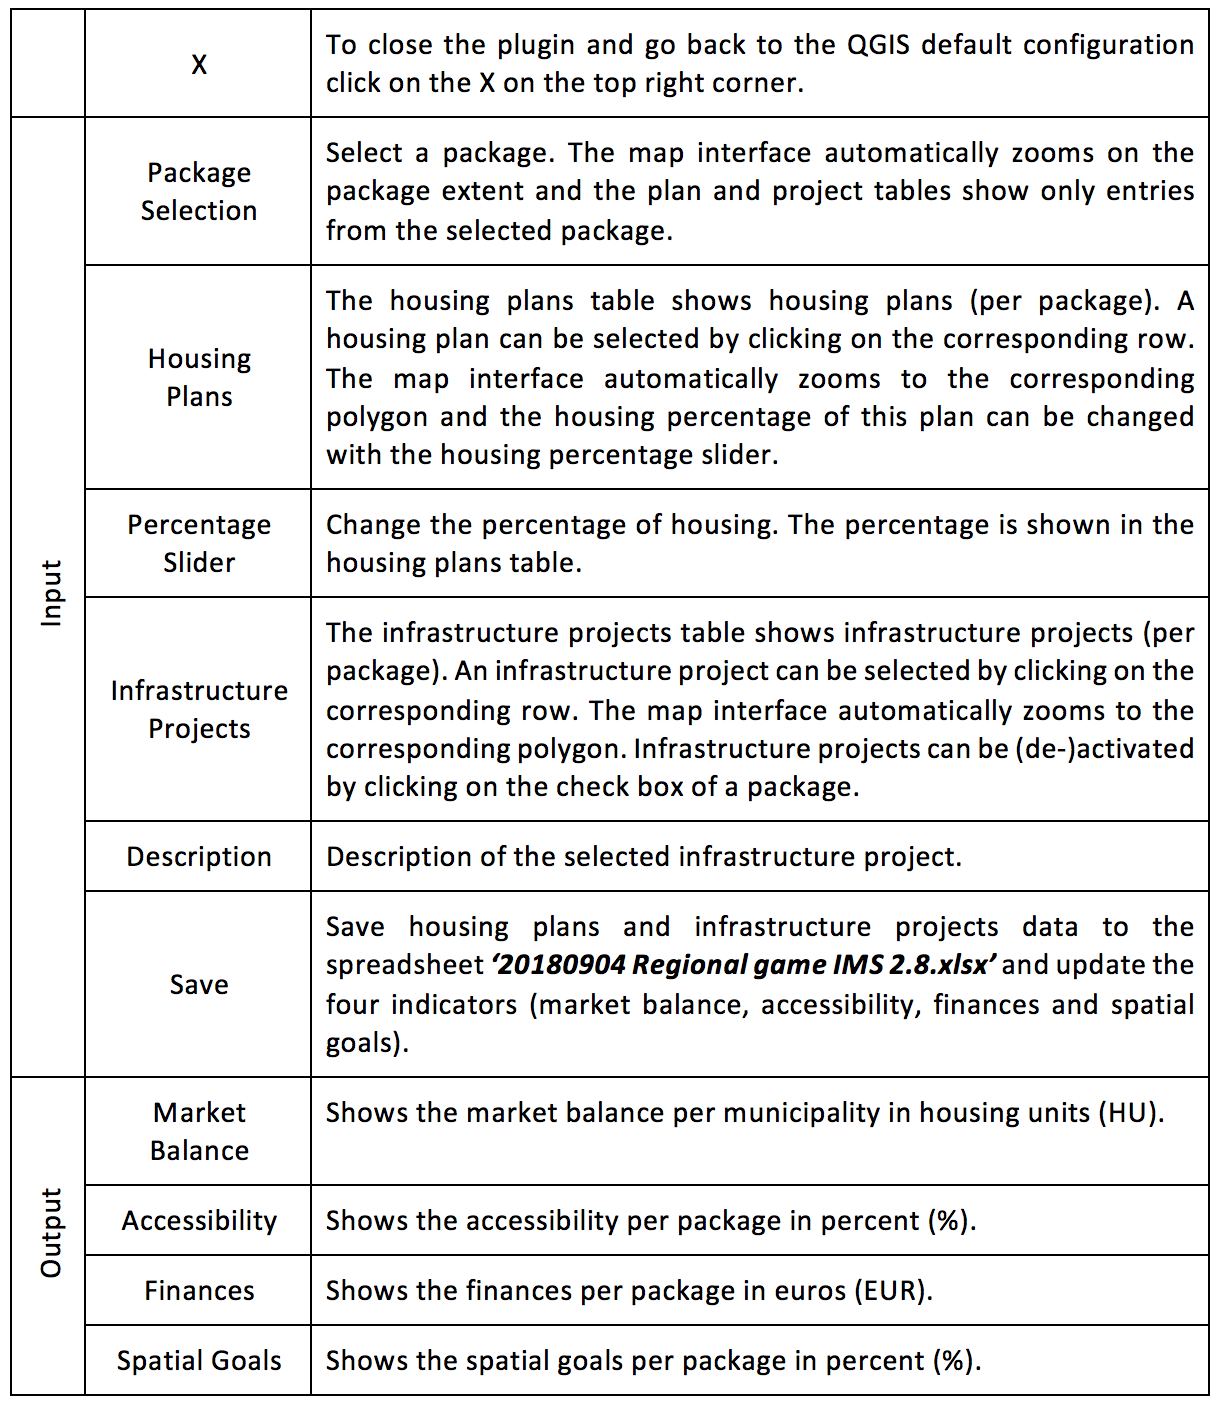 X
To close the plugin and go back to the QGIS default configuration
click on the X on the top right corner.
Input
Package
Selection
Select a package. The map interface automatically zooms on the
package extent and the plan and project tables show only entries
from the selected package.
Housing
Plans
The housing plans table shows housing plans (per package). A
housing plan can be selected by clicking on the corresponding row.
The map interface automatically zooms to the corresponding
polygon and the housing percentage of this plan can be changed
with the housing percentage slider.
Percentage
Slider
Change the percentage of housing. The percentage is shown in the
housing plans table.
Infrastructure
Projects
The infrastructure projects table shows infrastructure projects (per
package). An infrastructure project can be selected by clicking on the
corresponding row. The map interface automatically zooms to the
corresponding polygon. Infrastructure projects can be (de-)activated
by clicking on the check box of a package.
Description
Description of the selected infrastructure project.
Save
Save housing plans and infrastructure projects data to the
spreadsheet ‘20180904 Regional game IMS 2.8.xlsx’ and update the
four indicators (market balance, accessibility, finances and spatial
goals).
Output
Market
Balance
Shows the market balance per municipality in housing units (HU).
Accessibility
Shows the accessibility per package in percent (%).
Finances
Shows the finances per package in euros (EUR).
Spatial Goals
Shows the spatial goals per package in percent (%).